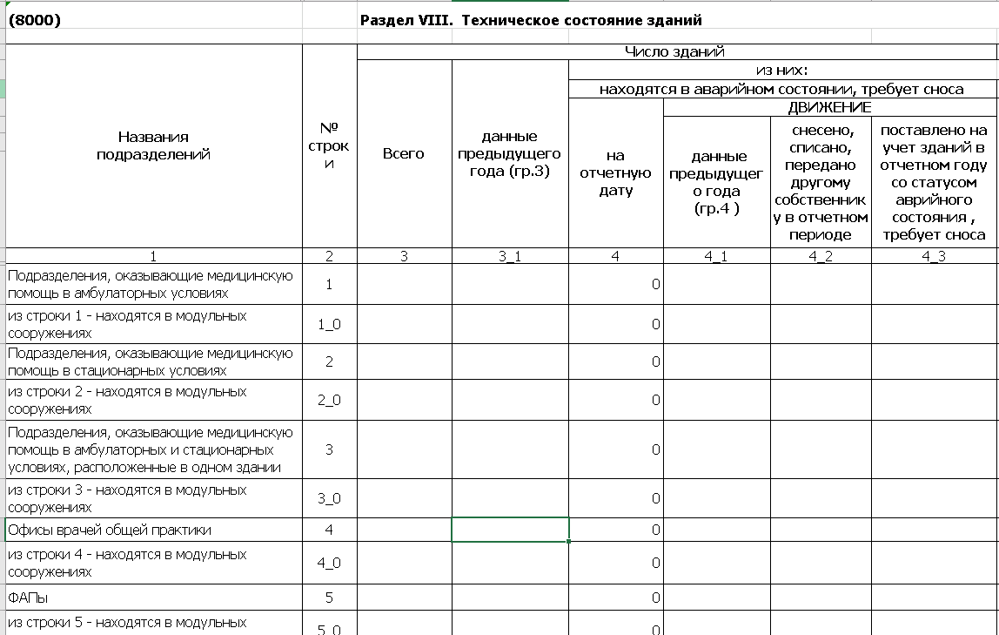 (8000) Раздел VIII. Техническое состояние зданий
Число зданий
из них:
находятся в аварийном состоянии, требует сноса
ДВИЖЕНИЕ
Названия
подразделений
№
строк
и
Всего
данные
предыдущего
года (гр.3)
на
отчетную
дату
данные
предыдущег
о года
(гр.4 )
снесено,
списано,
передано
другому
собственник
у в отчетном
периоде
поставлено на
учет зданий в
отчетном году
со статусом
аврийного
состояния ,
требует сноса
1 2 3 3_1 4 4_1 4_2 4_3
Подразделения, оказывающие медицинскую
помощь в амбулаторных условиях
1 0
из строки 1 - находятся в модульных
сооружениях
1_0 0
Подразделения, оказывающие медицинскую
помощь в стационарных условиях
2 0
из строки 2 - находятся в модульных
сооружениях
2_0 0
Подразделения, оказывающие медицинскую
помощь в амбулаторных и стационарных
условиях, расположенные в одном здании
3 0
из строки 3 - находятся в модульных
сооружениях
3_0 0
Офисы врачей общей практики 4 0
из строки 4 - находятся в модульных
сооружениях
4_0 0
ФАПы 5 0
из строки 5 - находятся в модульных
5_0 0